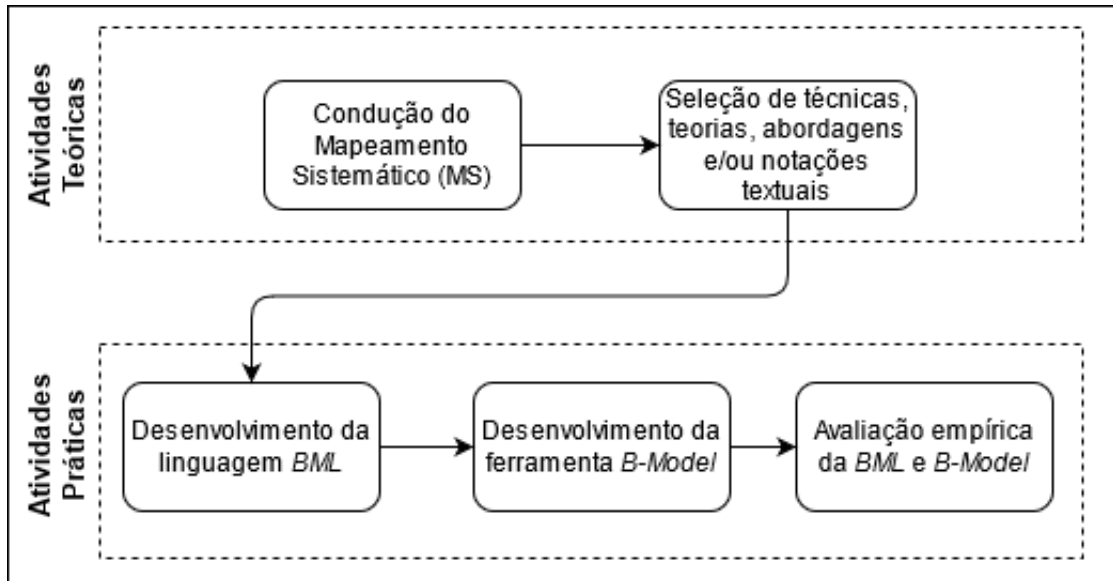 Atividades
Teóricas
Condução do
Mapeamento
Sistemático (MS)
Seleção de técnicas,
teorias, abordagens
e/ou notações
textuais
Atividades
Práticas
Desenvolvimento da
linguagem BML
Desenvolvimento da
ferramenta B-Model
Avaliação empírica
da BML e B-Model